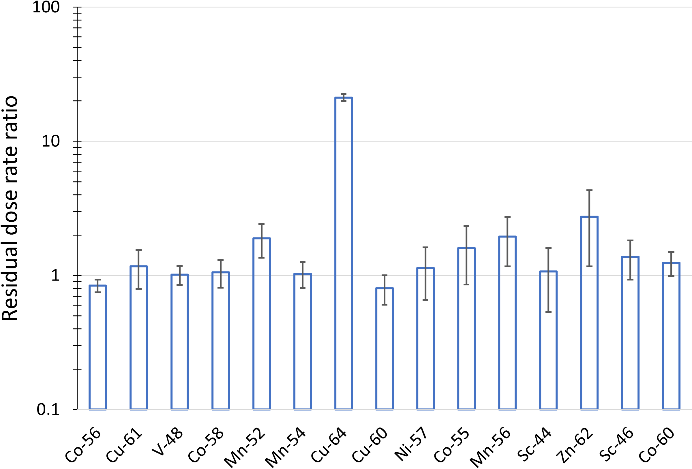 Residual dose rate ratio
100
10
1
0.1
Co-56
Cu-61
V-48
Co-58
Mn-52
Mn-54
Cu-64
Cu-60
Ni-57
Co-55
Mn-56
Sc-44
Zn-62
Sc-46
Co-60